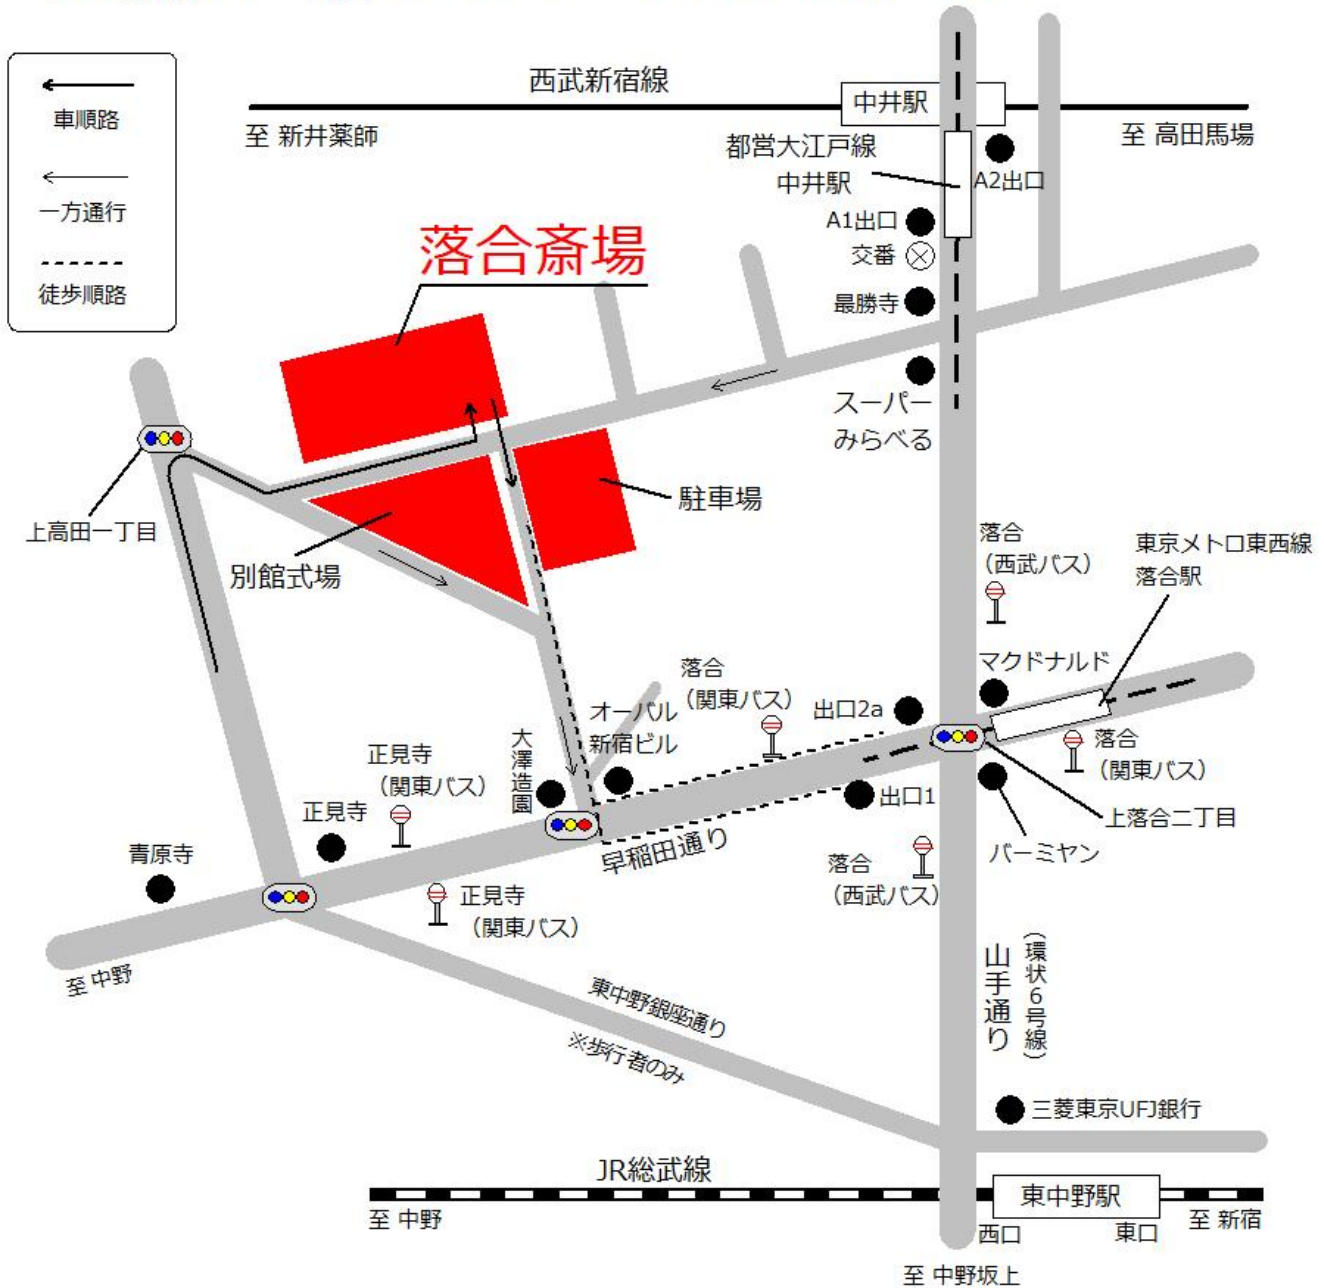 車順路
一方通行
徒歩順路
西武新宿線
中井駅
至 新井薬師
至 高田馬場
都営大江戸線
中井駅
A2出口
A1出口
交番
最勝寺
落合斎場
スーパー
みらべる
上高田一丁目
駐車場
別館式場
落合
(西武バス)
東京メトロ東西線
落合駅
マクドナルド
落合
(関東バス)
出口2a
オーバル
新宿ビル
大澤造園
正見寺
(関東バス)
正見寺
青原寺
落合
(関東バス)
出口1
上落合二丁目
バーミヤン
早稲田通り
落合
(西武バス)
正見寺
(関東バス)
至 中野
山手通り
(環状6号線)
東中野銀座通り
※歩行者のみ
三菱東京UFJ銀行
JR総武線
東中野駅
至 中野
至 新宿
西口
東口
至 中野坂上